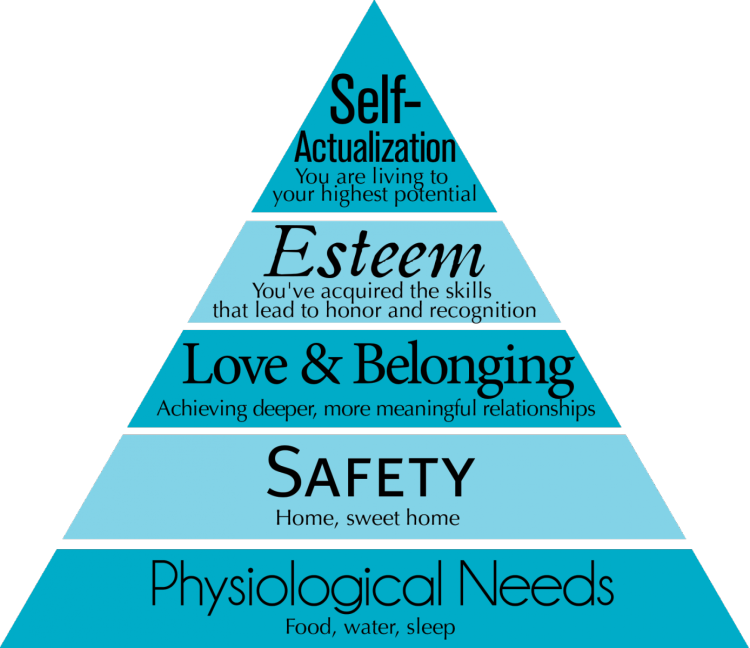 Self-
Actualization
You are living to
your highest potential
Esteem
You've acquired the skills
that lead to honor and recognition
Love & Belonging
Achieving deeper, more meaningful relationships
SAFETY
Home, sweet home
Physiological Needs
Food, water, sleep